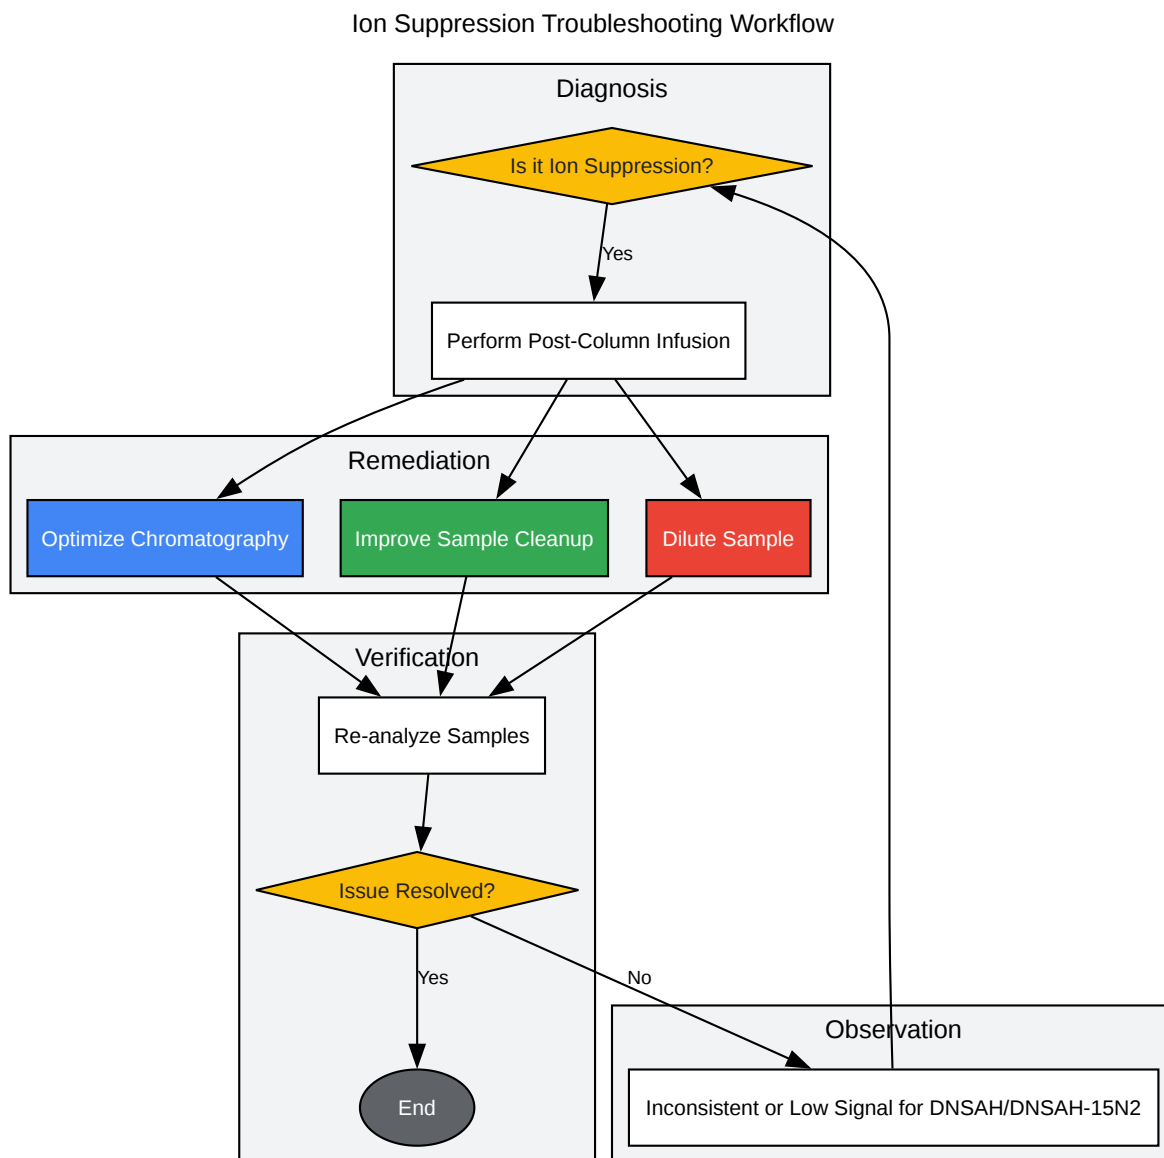 Ion Suppression Troubleshooting Workflow
Diagnosis
Is it Ion Suppression?
Yes
Perform Post-Column Infusion
Remediation
Optimize Chromatography
Improve Sample Cleanup
Dilute Sample
Verification
Re-analyze Samples
Issue Resolved?
Yes
No
Observation
End
Inconsistent or Low Signal for DNSAH/DNSAH-15N2